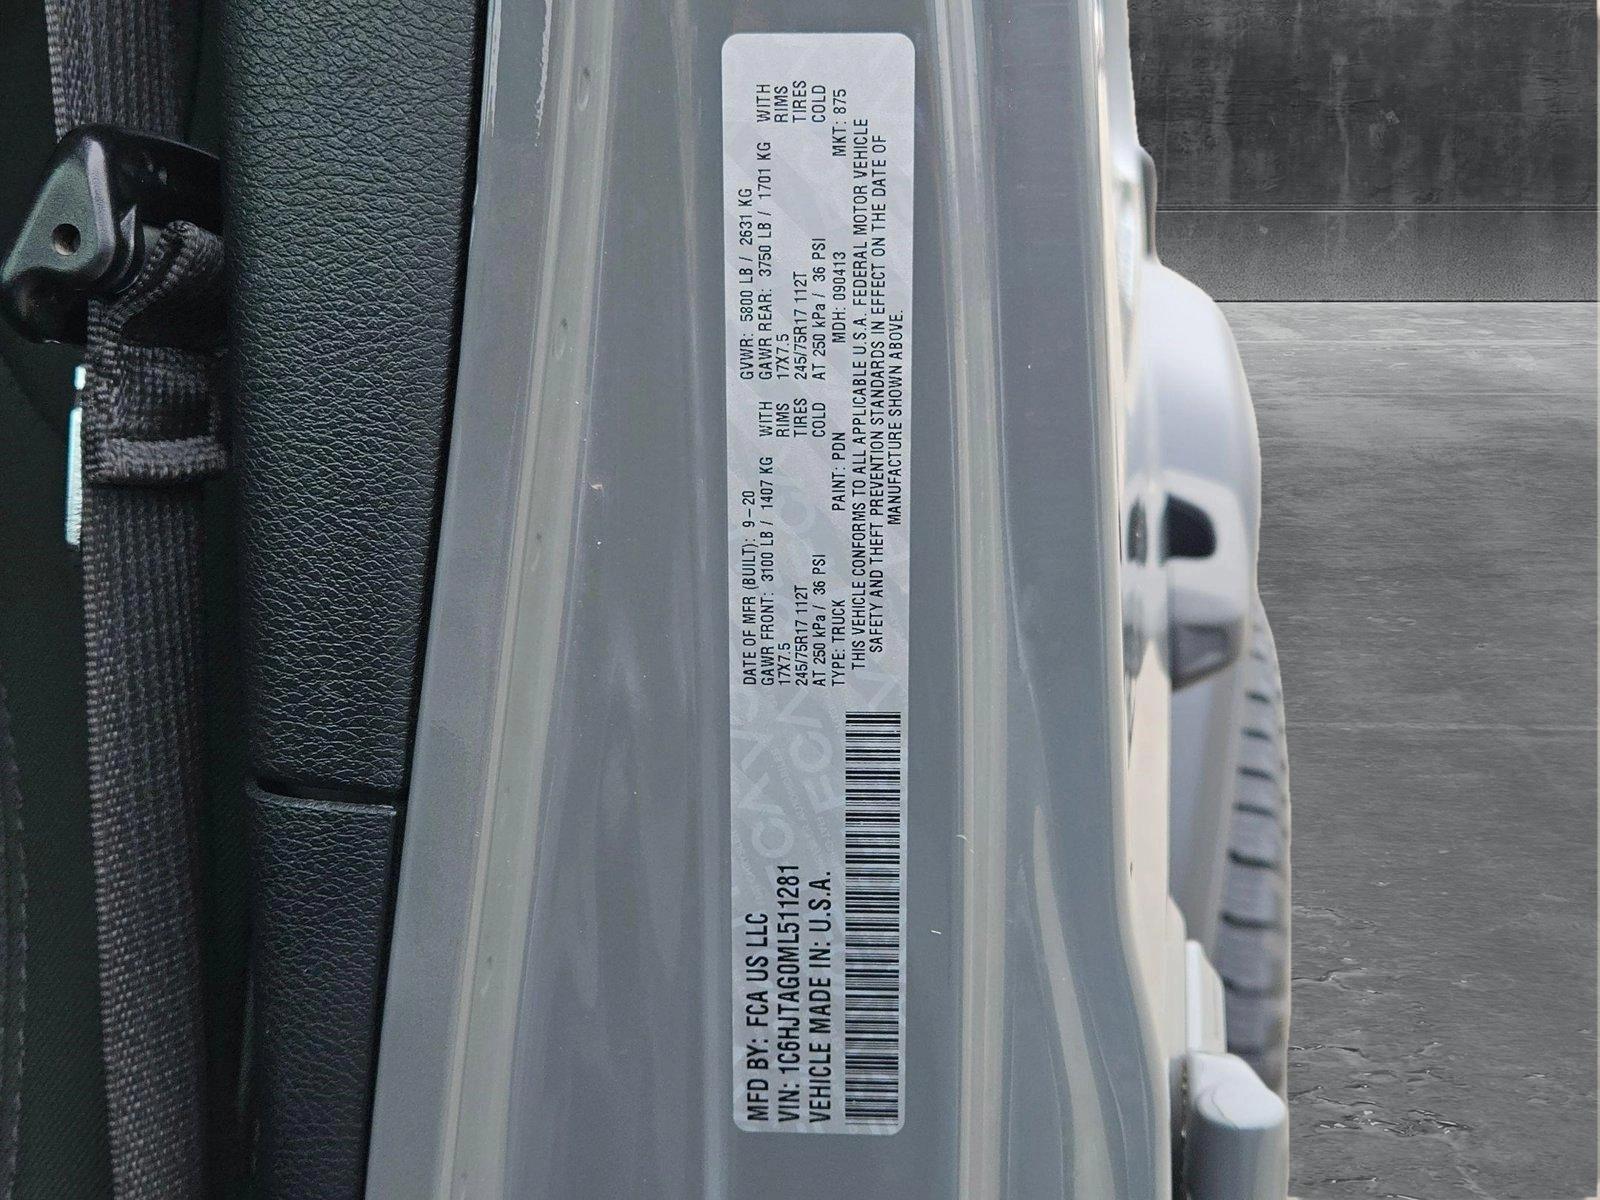 MFD BY: FCA US LLC
VIN: 1C6HJTAG0ML511281
VEHICLE MADE IN: U.S.A.
DATE OF MFR (BUILT): 9-20 GVWR: 5800 LB / 2631 KG
GAWR FRONT: 3100 LB / 1407 KG WITH GAWR REAR: 3750 LB / 1701 KG WITH
17X7.5 RIMS 17X7.5 RIMS
245/75R17 112T TIRES 245/75R17 112T TIRES
AT 250 kPa / 36 PSI COLD AT 250 kPa / 36 PSI COLD
TYPE: TRUCK PAINT: PDN MDH: 090413 MKT: 875
THIS VEHICLE CONFORMS TO ALL APPLICABLE U.S.A. FEDERAL MOTOR VEHICLE
SAFETY AND THEFT PREVENTION STANDARDS IN EFFECT ON THE DATE OF
MANUFACTURE SHOWN ABOVE.